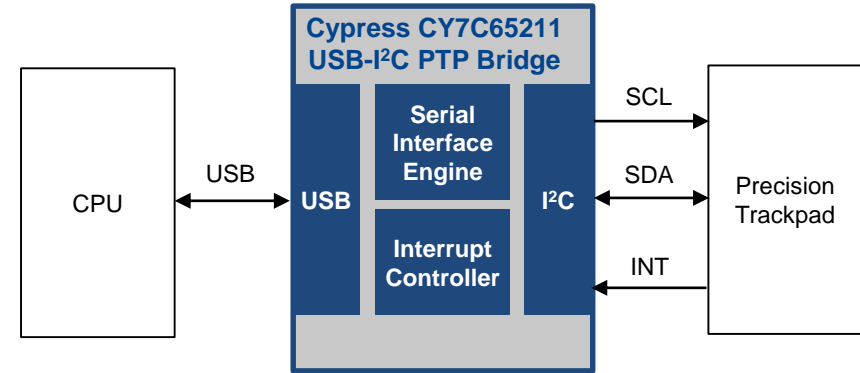 Cypress CY7C65211
USB-I²C PTP Bridge
CPU
USB
USB
Serial
Interface
Engine
Interrupt
Controller
I²C
SCL
SDA
INT
Precision
Trackpad